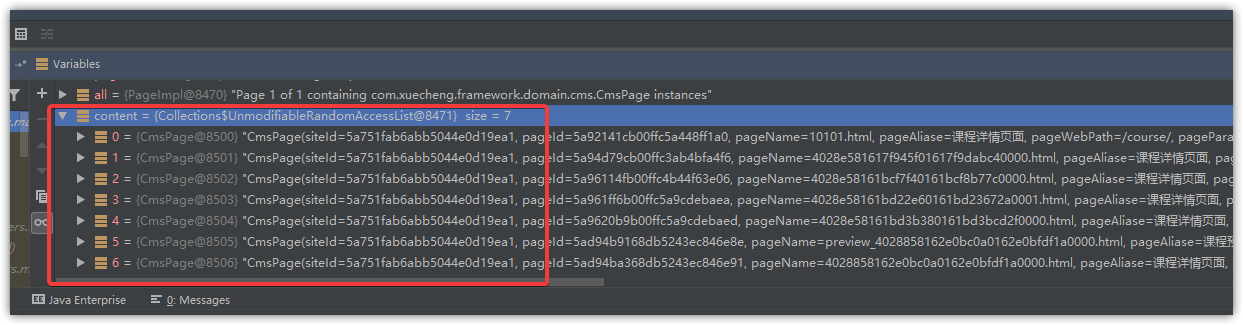 Variables
all = {PageImpl@8470} "Page 1 of 1 containing com.xuecheng.framework.domain.cms.CmsPage instances"
content = {Collections$UnmodifiableRandomAccessList@8471} size = 7
0 = {CmsPage@8500} "CmsPage(siteId=5a751fab6abb5044e0d19ea1, pageId=5a92141cb00ffc5a448ff1a0, pageName=10101.html, pageAliase=课程详情页面, pageWebPath=/course/, pagePara
1 = {CmsPage@8501} "CmsPage(siteId=5a751fab6abb5044e0d19ea1, pageId=5a94d79cb00ffc3ab4bfa4f6, pageName=4028e581617f945f01617f9dabc40000.html, pageAliase=课程详情页面, p
2 = {CmsPage@8502} "CmsPage(siteId=5a751fab6abb5044e0d19ea1, pageId=5a96114fb00ffc4b44f63e06, pageName=4028e58161bcf7f40161bcf8b77c0000.html, pageAliase=课程详情页面, p
3 = {CmsPage@8503} "CmsPage(siteId=5a751fab6abb5044e0d19ea1, pageId=5a961ff6b00ffc5a9cdebaea, pageName=4028e58161bd22e60161bd23672a0001.html, pageAliase=课程详情页面,
4 = {CmsPage@8504} "CmsPage(siteId=5a751fab6abb5044e0d19ea1, pageId=5a9620b9b00ffc5a9cdebaed, pageName=4028e58161bd3b380161bd3bcd2f0000.html, pageAliase=课程详情页面,
5 = {CmsPage@8505} "CmsPage(siteId=5a751fab6abb5044e0d19ea1, pageId=5ad94b9168db5243ec846e8e, pageName=preview_4028858162e0bc0a0162e0bfdf1a0000.html, pageAliase=课程预
6 = {CmsPage@8506} "CmsPage(siteId=5a751fab6abb5044e0d19ea1, pageId=5ad94ba368db5243ec846e91, pageName=4028858162e0bc0a0162e0bfdf1a0000.html, pageAliase=课程详情页面,
Java Enterprise
0: Messages